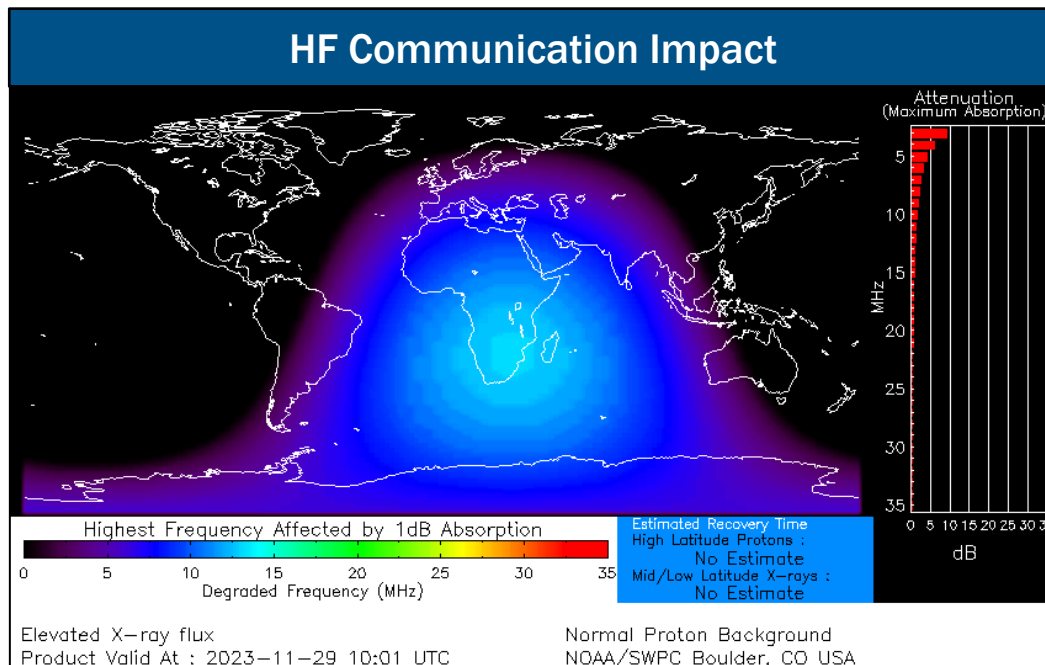 HF Communication Impact
Attenuation
(Maximum Absorption)
5
10
15
20
25
30
35
MHz
0 5 10 15 20 25 30 3
dB
Highest Frequency Affected by 1dB Absorption
0 5 10 15 20 25 30 35
Degraded Frequency (MHz)
Estimated Recovery Time
High Latitude Protons :
No Estimate
Mid/Low Latitude X-rays :
No Estimate
Elevated X-ray flux
Product Valid At : 2023-11-29 10:01 UTC
Normal Proton Background
NOAA/SWPC Boulder, CO USA